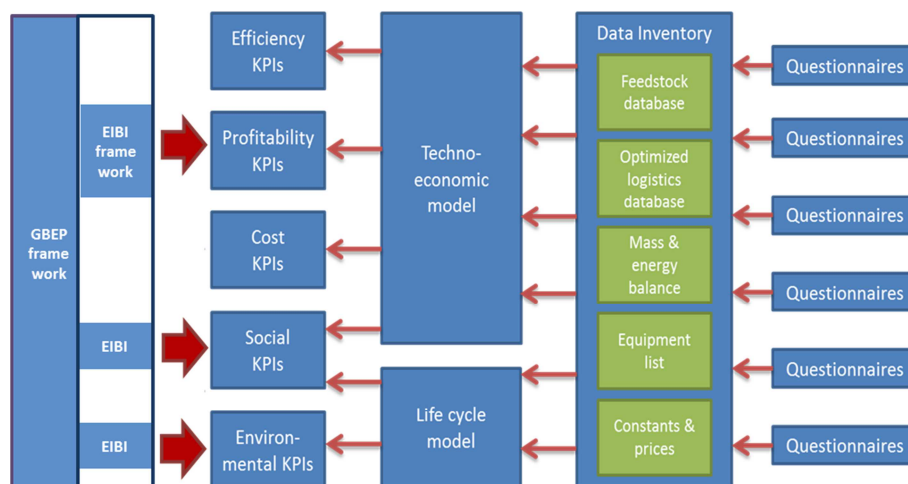 GBEP
frame
work
EIBI
frame
work
EIBI
EIBI
Efficiency
KPIs
Profitability
KPIs
Cost
KPIs
Social
KPIs
Environ-
mental KPIs
Techno-
economic
model
Life cycle
model
Data Inventory
Feedstock
database
Optimized
logistics
database
Mass &
energy
balance
Equipment
list
Constants &
prices
Questionnaires
Questionnaires
Questionnaires
Questionnaires
Questionnaires
Questionnaires